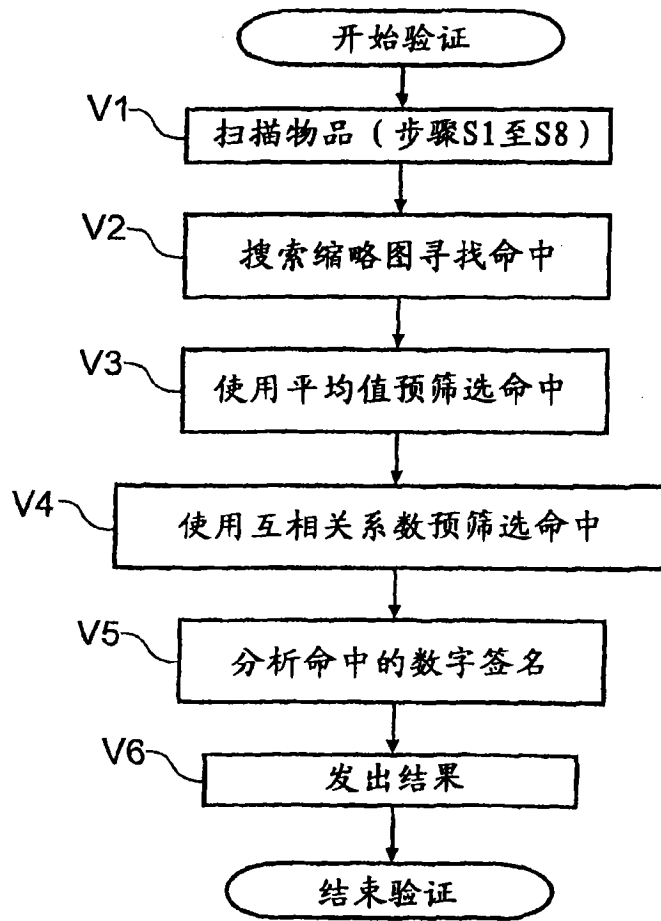 开始验证
V1
扫描物品（步骤S1至S8）
V2
搜索缩略图寻找命中
V3
使用平均值预筛选命中
V4
使用互相关系数预筛选命中
V5
分析命中的数字签名
V6
发出结果
结束验证